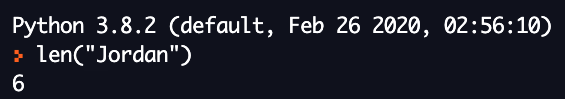 Python 3.8.2 (default, Feb 26 2020, 02:56:10)
> len("Jordan")
6